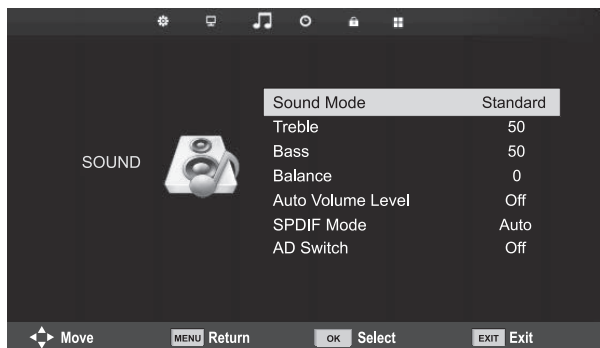 Sound Mode Standard
Treble 50
Bass 50
SOUND
Balance 0
Auto Volume Level Off
SPDIF Mode Auto
AD Switch Off
Move MENU Return OK Select EXIT Exit